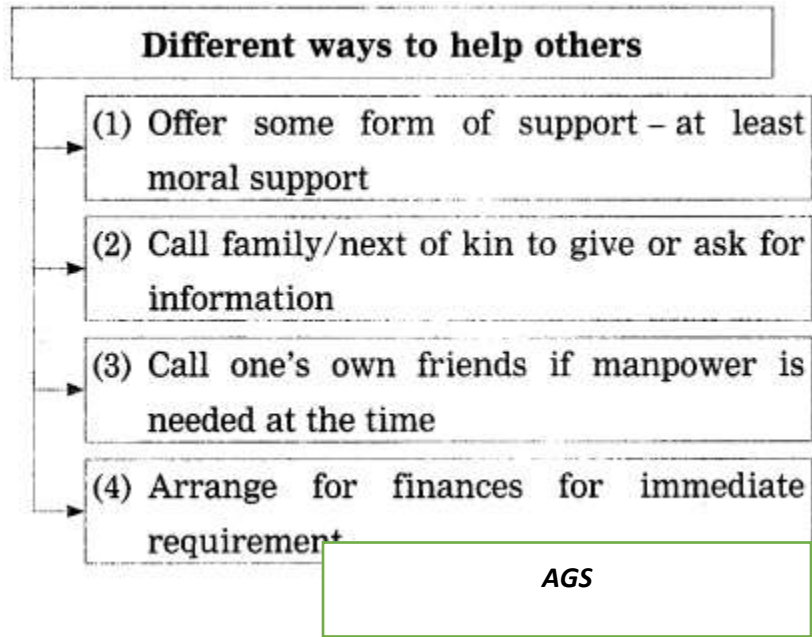 Different ways to help others
(1) Offer some form of support – at least
moral support
(2) Call family/next of kin to give or ask for
information
(3) Call one's own friends if manpower is
needed at the time
(4) Arrange for finances for immediate
requirement
AGS